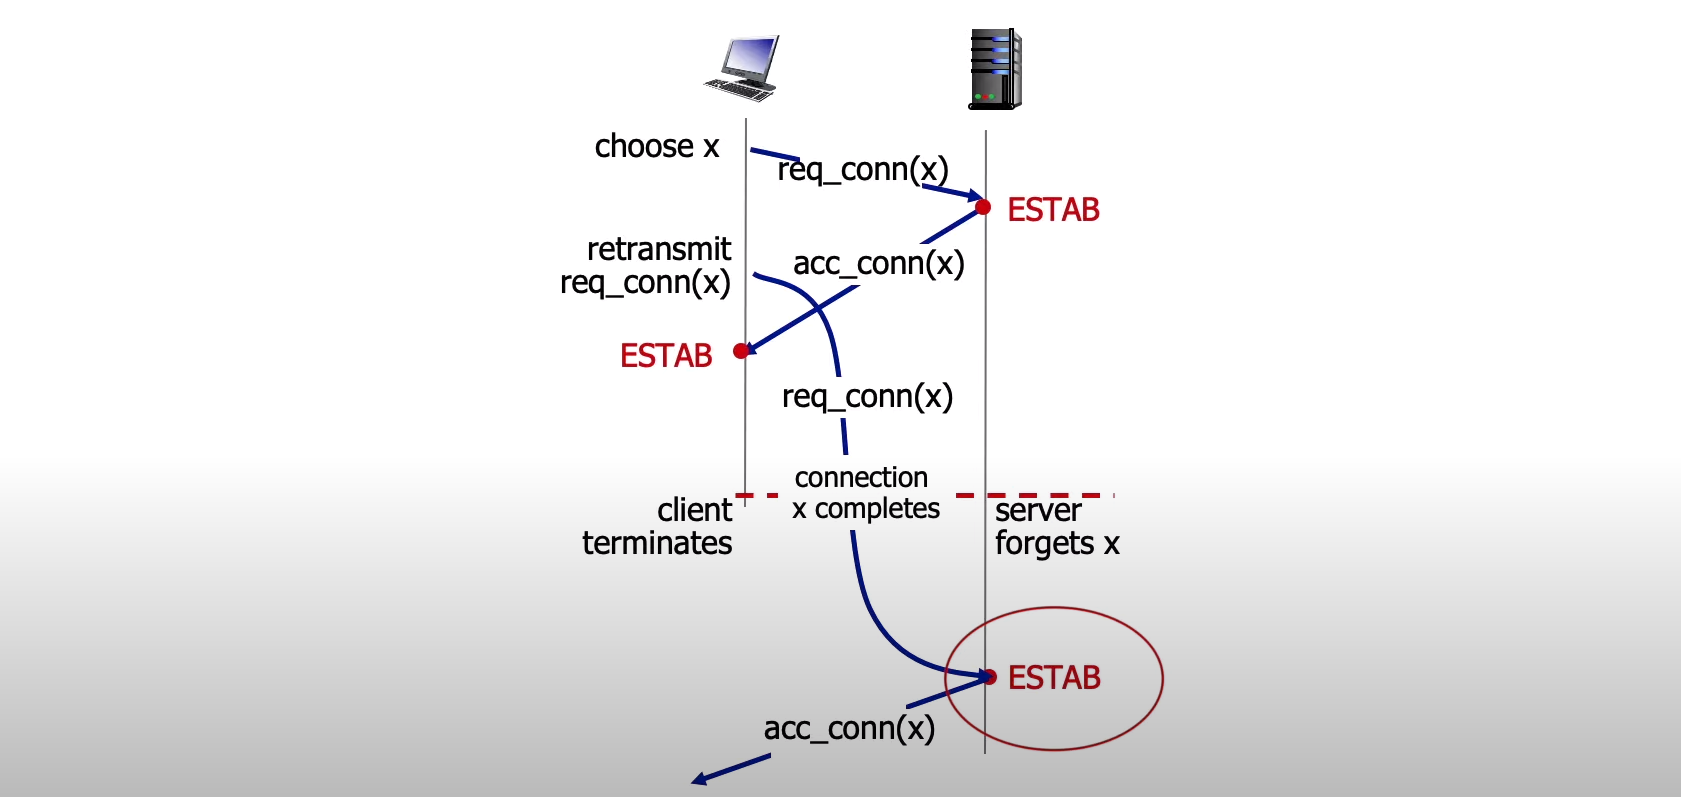 choose x
req_conn(x)
ESTAB
retransmit
req_conn(x)
acc_conn(x)
ESTAB
req_conn(x)
connection
x completes
client
terminates
server
forgets x
ESTAB
acc_conn(x)